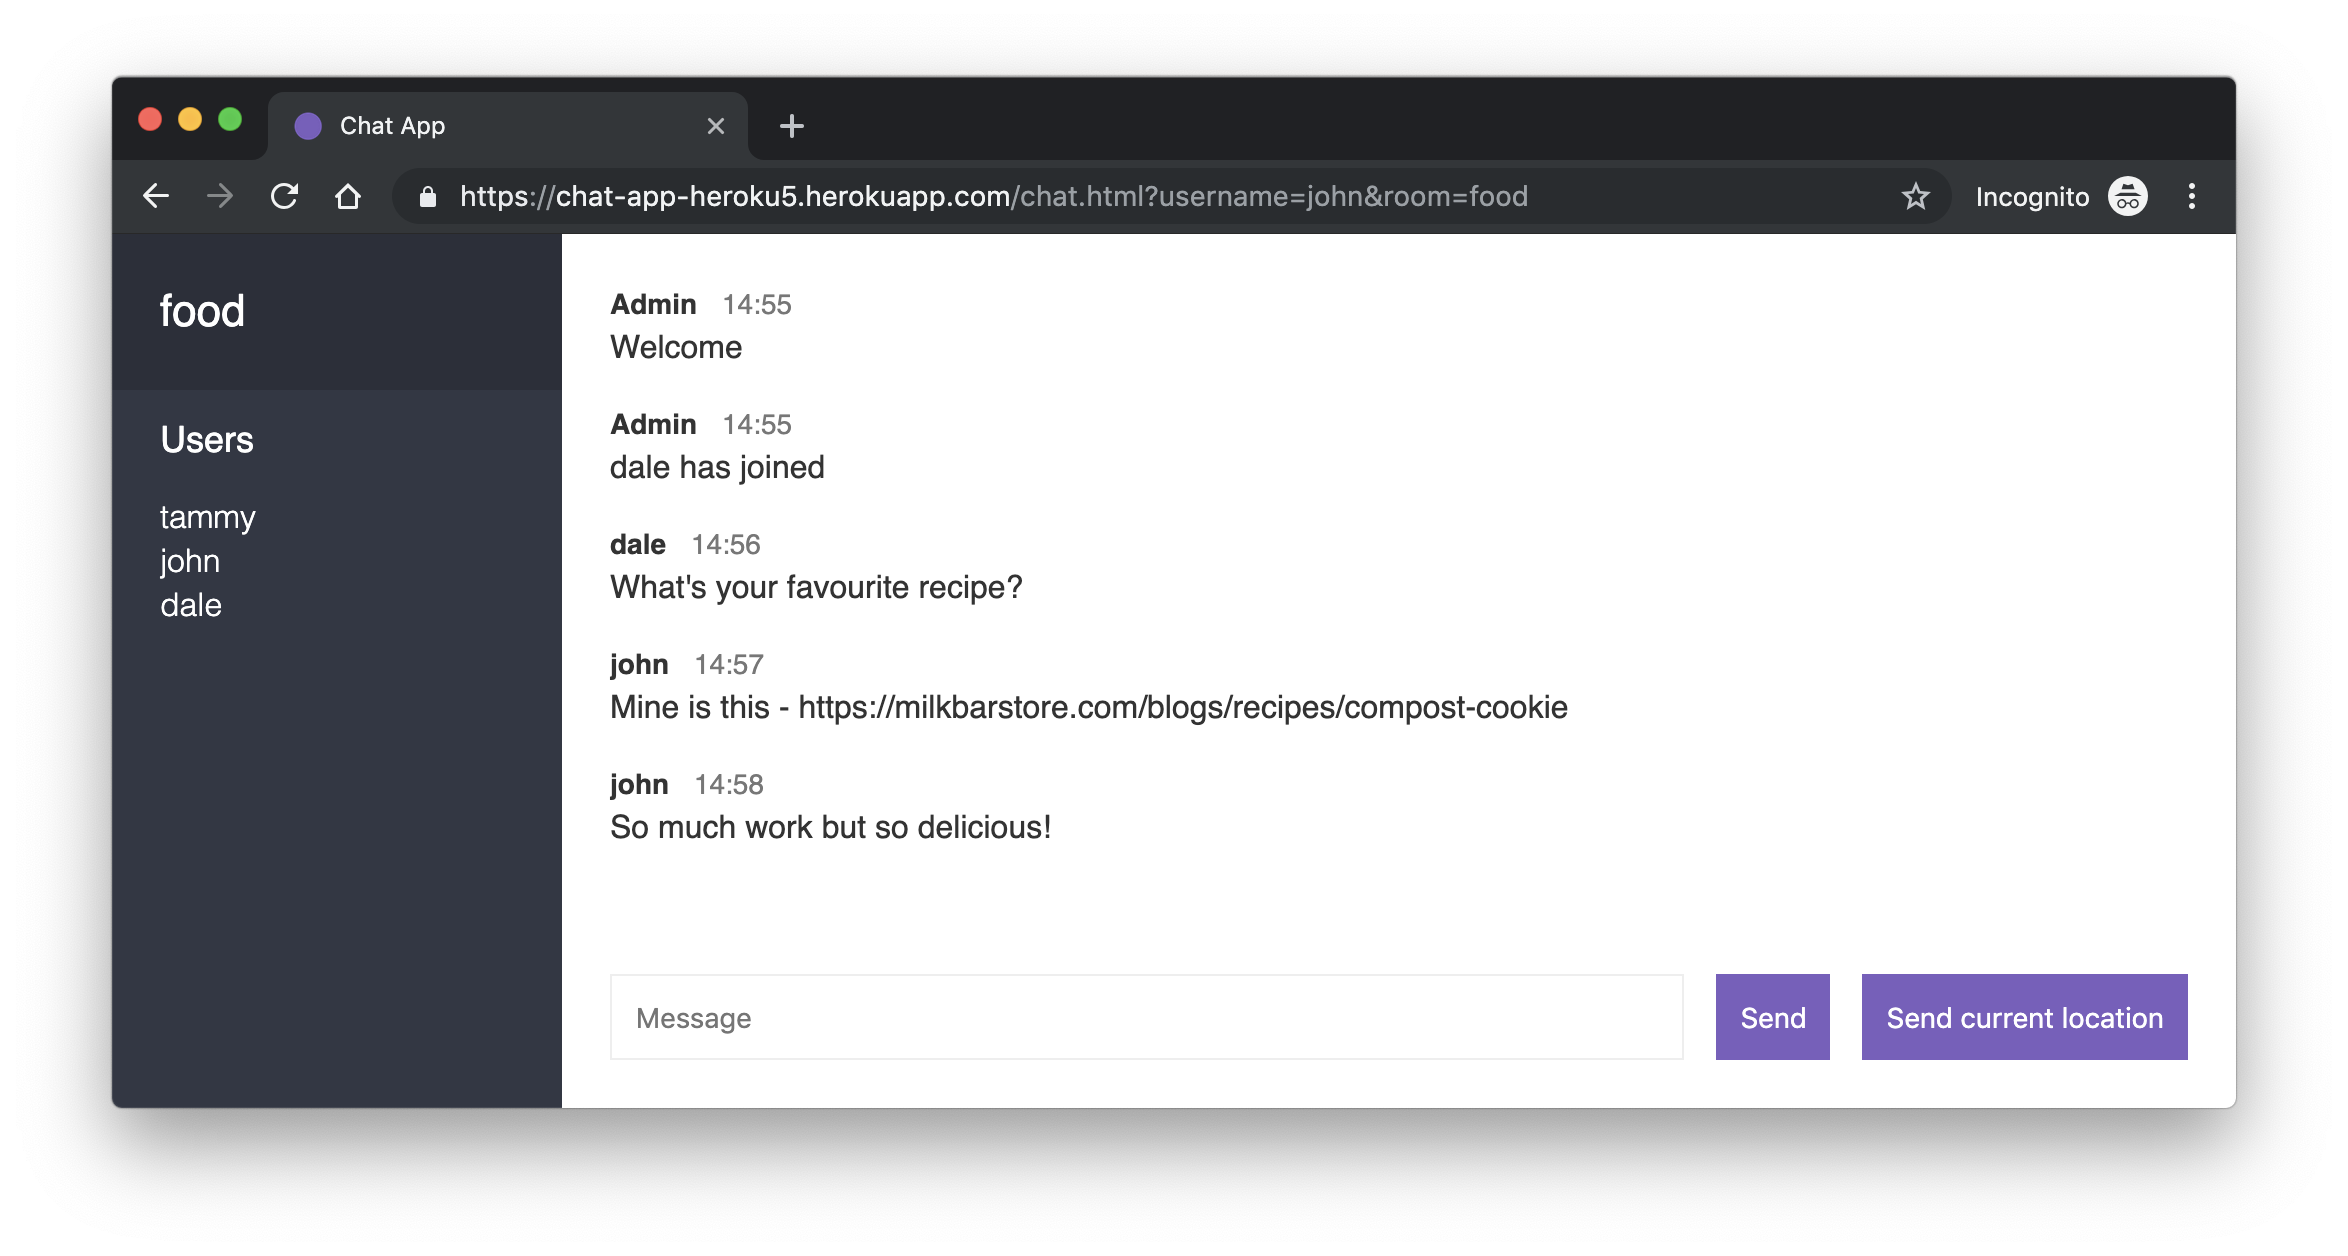 Chat App
https://chat-app-heroku5.herokuapp.com/chat.html?username=john&room=food
Incognito
food
Users
tammy
john
dale
Admin 14:55
Welcome
Admin 14:55
dale has joined
dale 14:56
What's your favourite recipe?
john 14:57
Mine is this - https://milkbarstore.com/blogs/recipes/compost-cookie
john 14:58
So much work but so delicious!
Message
Send
Send current location